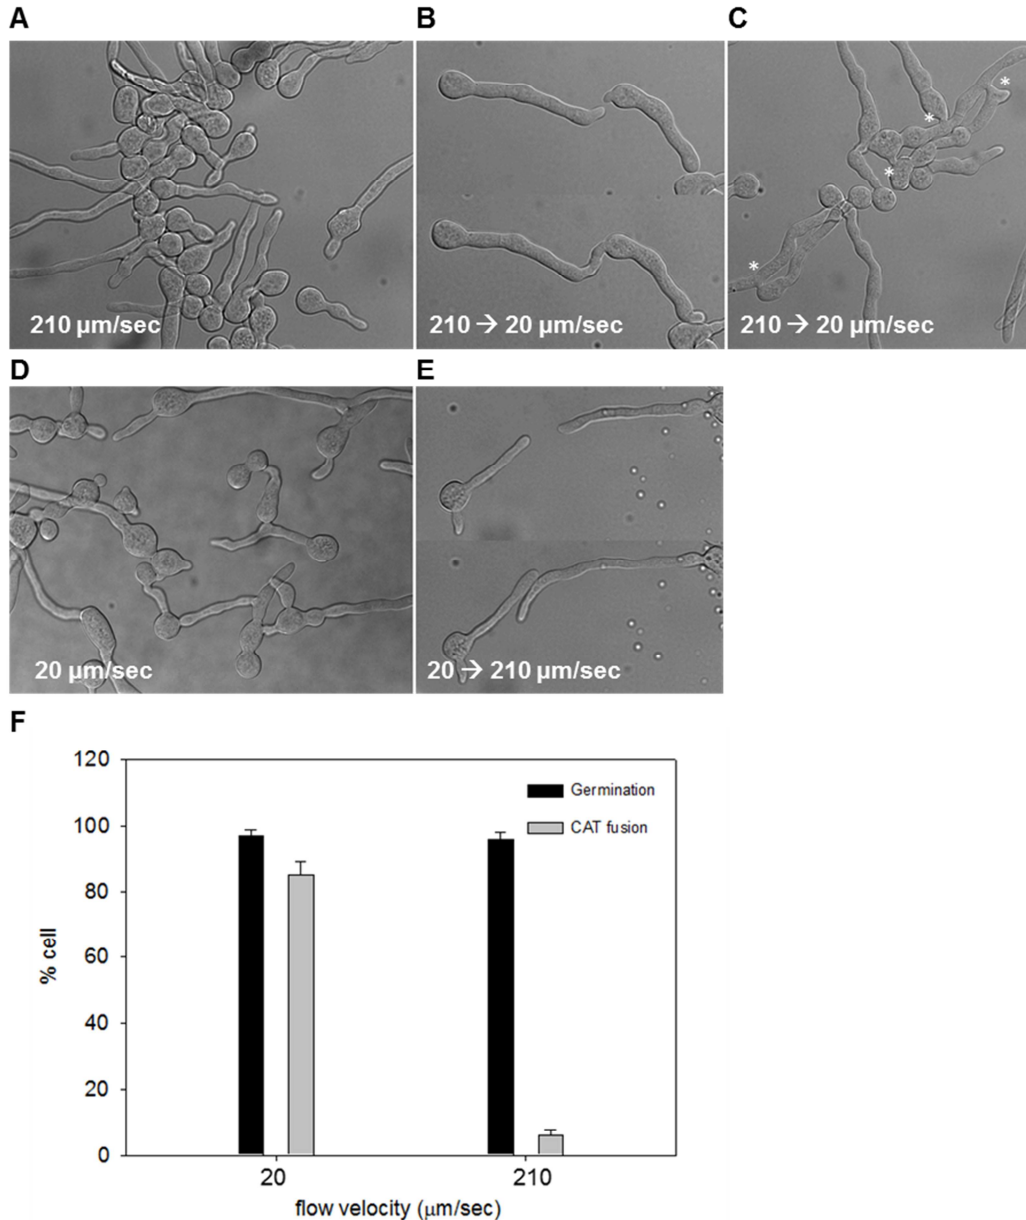 A
B
C
210 µm/sec
210 → 20 µm/sec
210 → 20 µm/sec
*
*
*
*
D
E
20 µm/sec
20 → 210 µm/sec
F
120
100
80
60
40
20
0
% cell
Germination
CAT fusion
20
210
flow velocity (µm/sec)